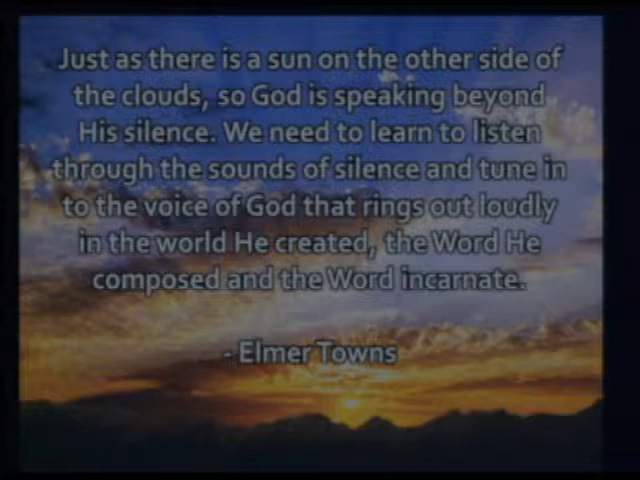 Just as there is a sun on the other side of
the clouds, so God is speaking beyond
His silence. We need to learn to listen
through the sounds of silence and tune in
to the voice of God that rings out loudly
in the world He created, the Word He
composed and the Word incarnate.
- Elmer Towns